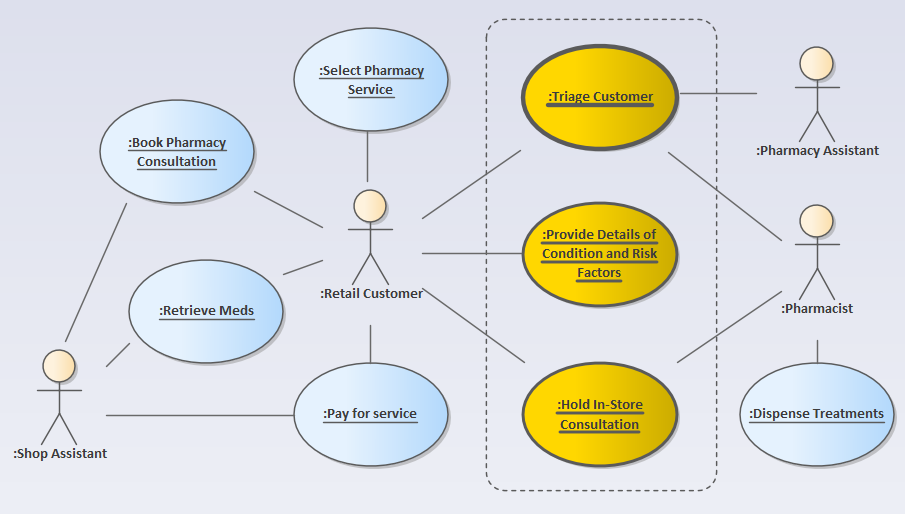 :Select Pharmacy
Service
:Triage Customer
:Pharmacy Assistant
:Book Pharmacy
Consultation
:Provide Details of
Condition and Risk
Factors
:Retail Customer
:Pharmacist
:Retrieve Meds
:Shop Assistant
:Pay for service
:Hold In-Store
Consultation
:Dispense Treatments